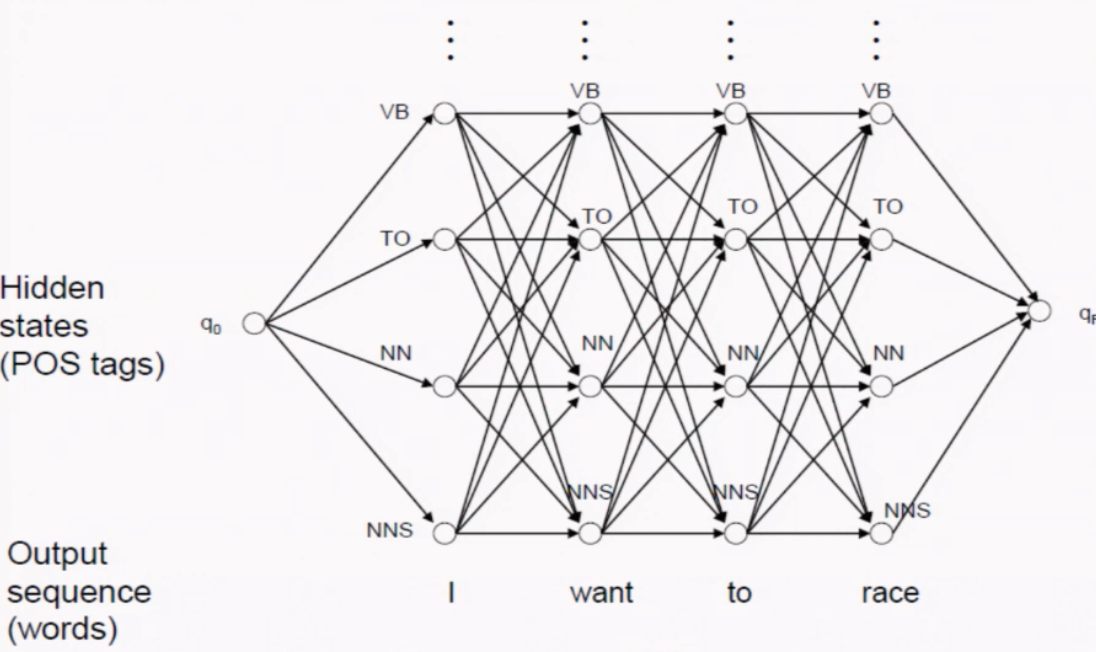 VB VB VB VB
TO TO TO TO
Hidden
states
(POS tags)
q0
NN NN NN NN
NNS NNS NNS NNS
Output
sequence
(words)
I want to race